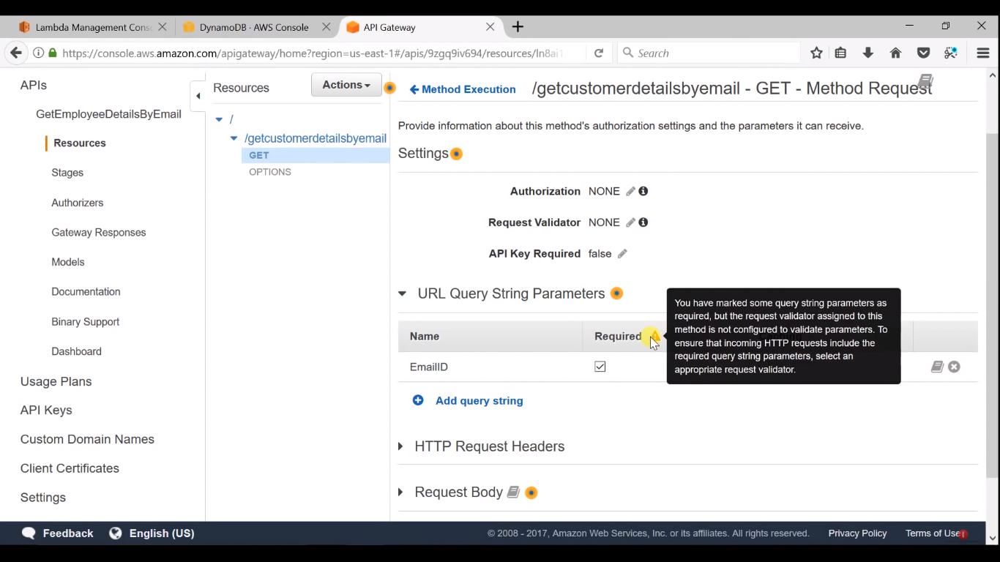 Lambda Management Cons
DynamoDB · AWS Console
API Gateway
https://console.aws.amazon.com/apigateway/home?region=us-east-1#/apis/9zgq9iv694/resources/ln8ai1
Search
APIs
GetEmployeeDetailsByEmail
Resources
Stages
Authorizers
Gateway Responses
Models
Documentation
Binary Support
Dashboard
Usage Plans
API Keys
Custom Domain Names
Client Certificates
Settings
Resources
Actions
/
/getcustomerdetailsbyemail
GET
OPTIONS
Method Execution /getcustomerdetailsbyemail - GET - Method Request
Provide information about this method's authorization settings and the parameters it can receive.
Settings
Authorization NONE
Request Validator NONE
API Key Required false
URL Query String Parameters
Name Required
You have marked some query string parameters as
required, but the request validator assigned to this
method is not configured to validate parameters. To
ensure that incoming HTTP requests include the
required query string parameters, select an
appropriate request validator.
EmailID
Add query string
HTTP Request Headers
Request Body
Feedback English (US) © 2008 - 2017, Amazon Web Services, Inc. or its affiliates. All rights reserved. Privacy Policy Terms of Use